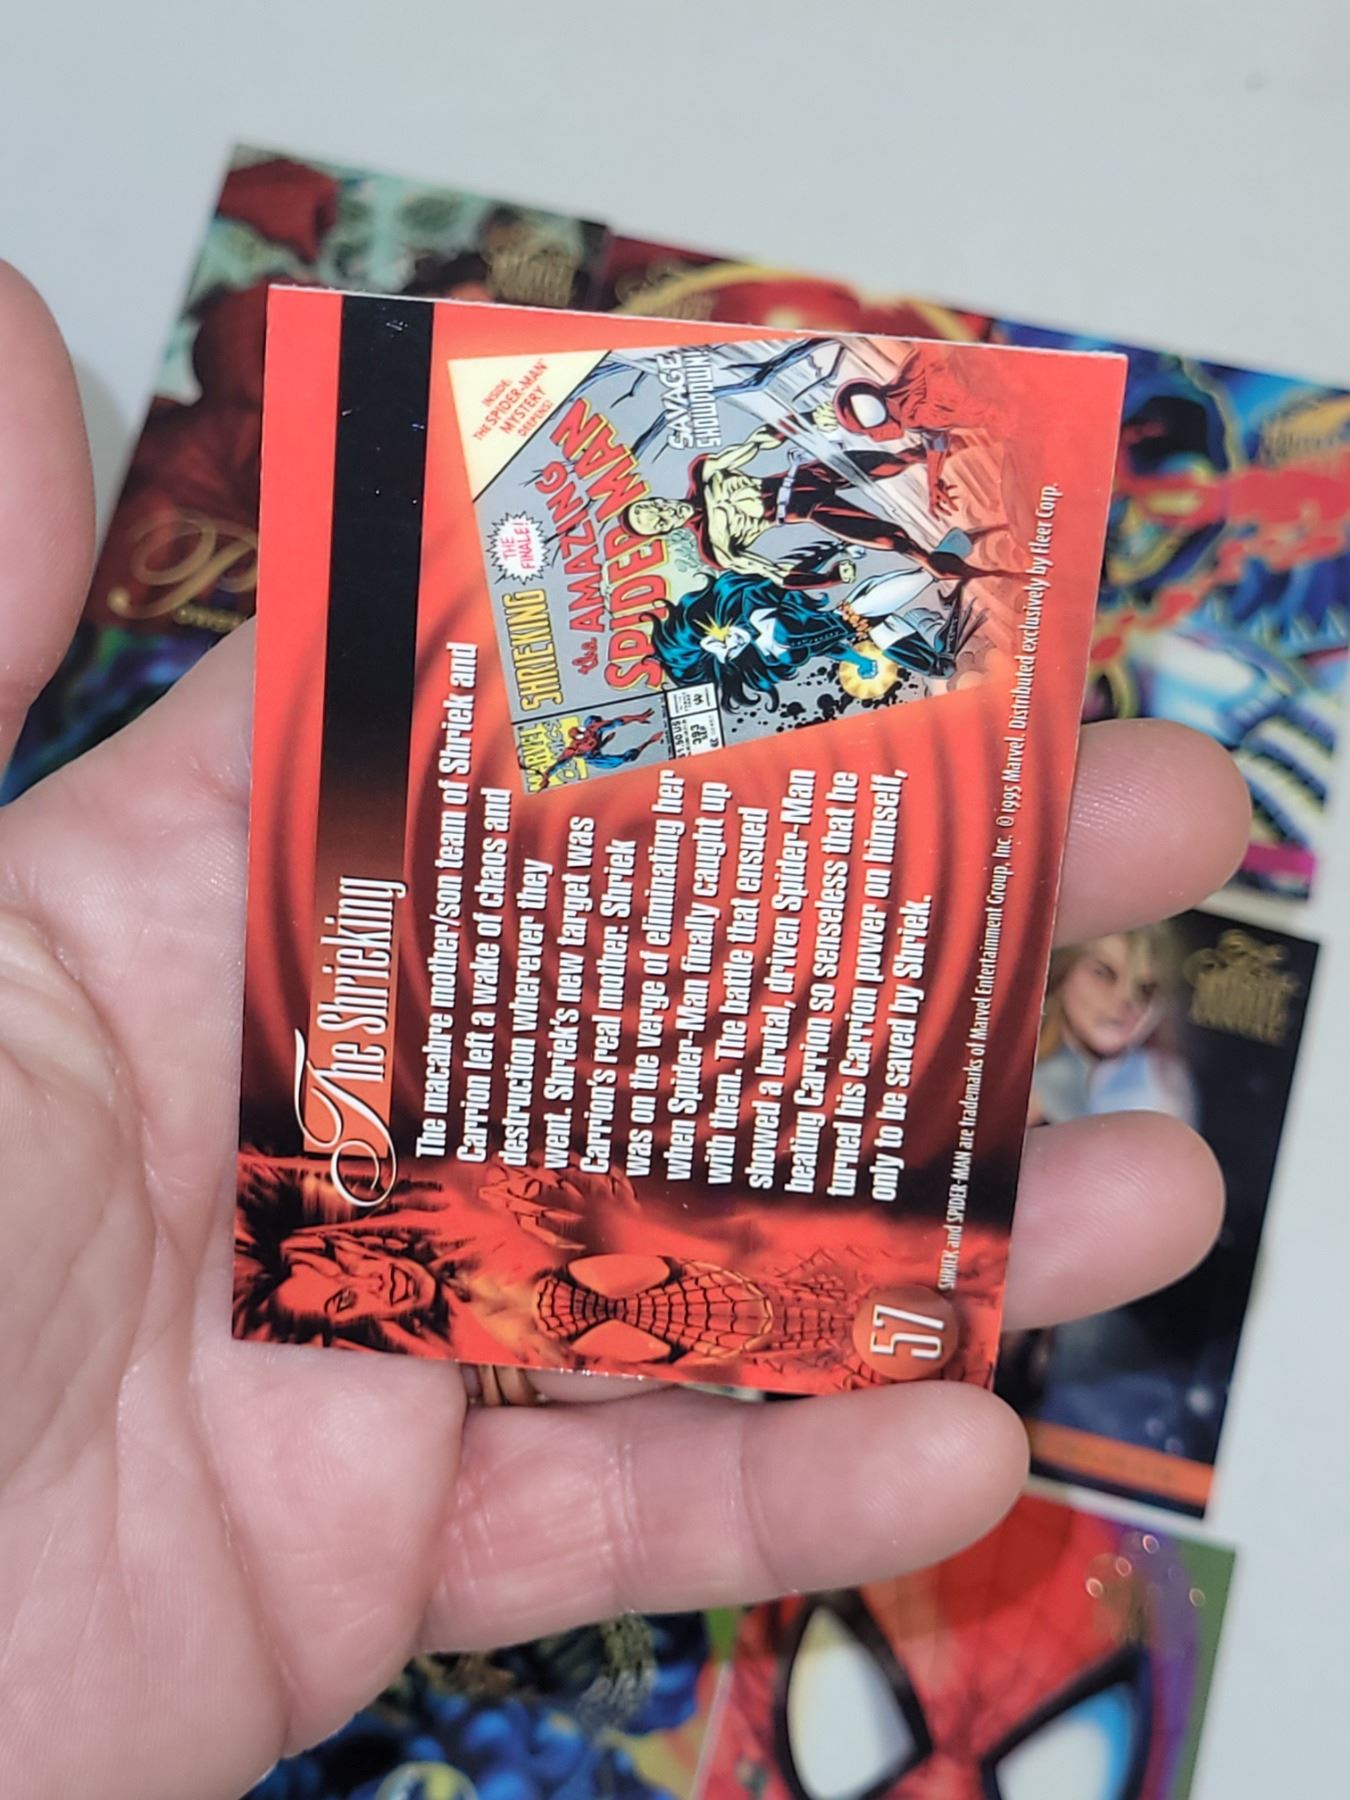 The Shrieking
The macabre mother/son team of Shriek and
Carrion left a wake of chaos and
destruction wherever they
went. Shriek's new target was
Carrion's real mother. Shriek
was on the verge of eliminating her
when Spider-Man finally caught up
with them. The battle that ensued
showed a brutal, driven Spider-Man
beating Carrion so senseless that he
turned his Carrion power on himself,
only to be saved by Shriek.
INSIDE:
THE SPIDER-MAN
MYSTERY
DEEPENS!
MARVEL
COMICS
SHRIEKING
THE
FINALE!
the AMAZING
SPIDER-MAN
SAVAGE
SHOWDOWN!
$1.50 US
393
SEP
SHRIEK and SPIDER-MAN are trademarks of Marvel Entertainment Group, Inc. © 1995 Marvel. Distributed exclusively by Fleer Corp.
57